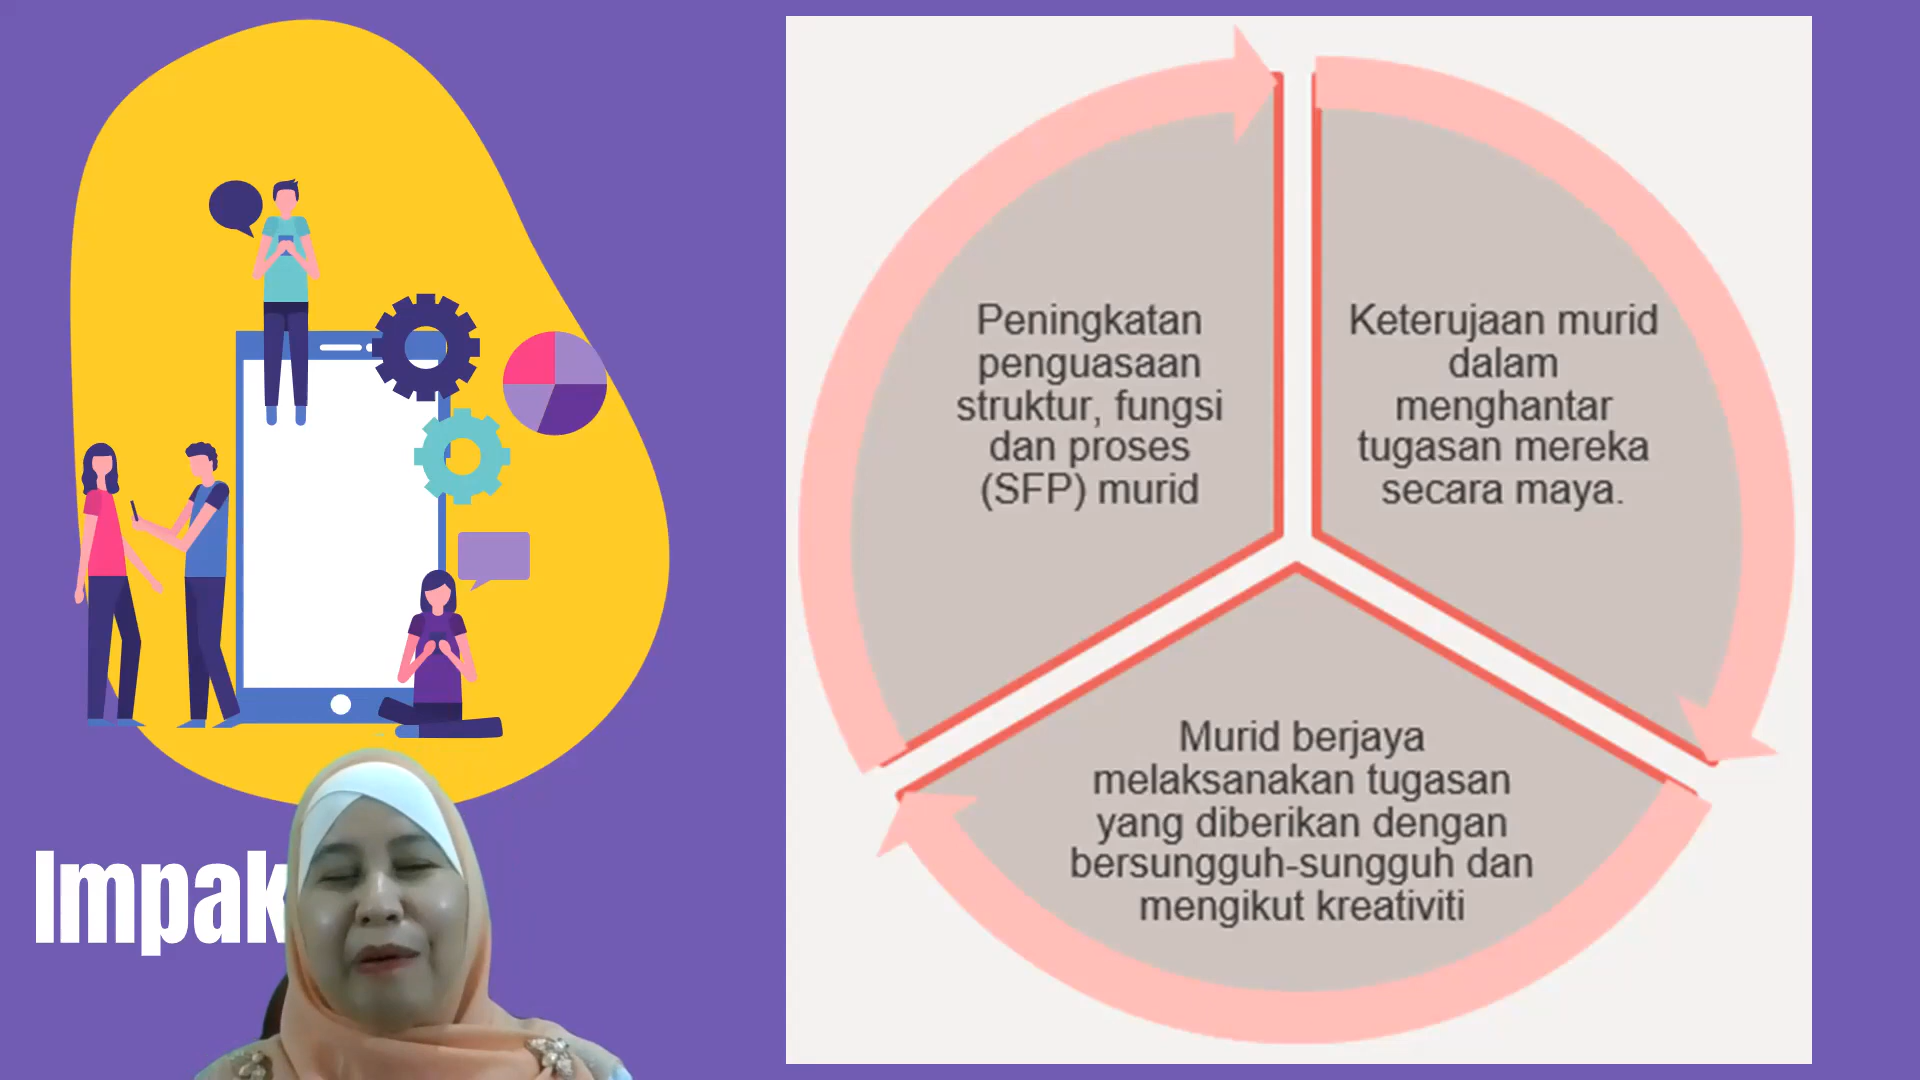 Peningkatan
penguasaan
struktur, fungsi
dan proses
(SFP) murid
Keterujaan murid
dalam
menghantar
tugasan mereka
secara maya.
Murid berjaya
melaksanakan tugasan
yang diberikan dengan
bersungguh-sungguh dan
mengikut kreativiti
Impak